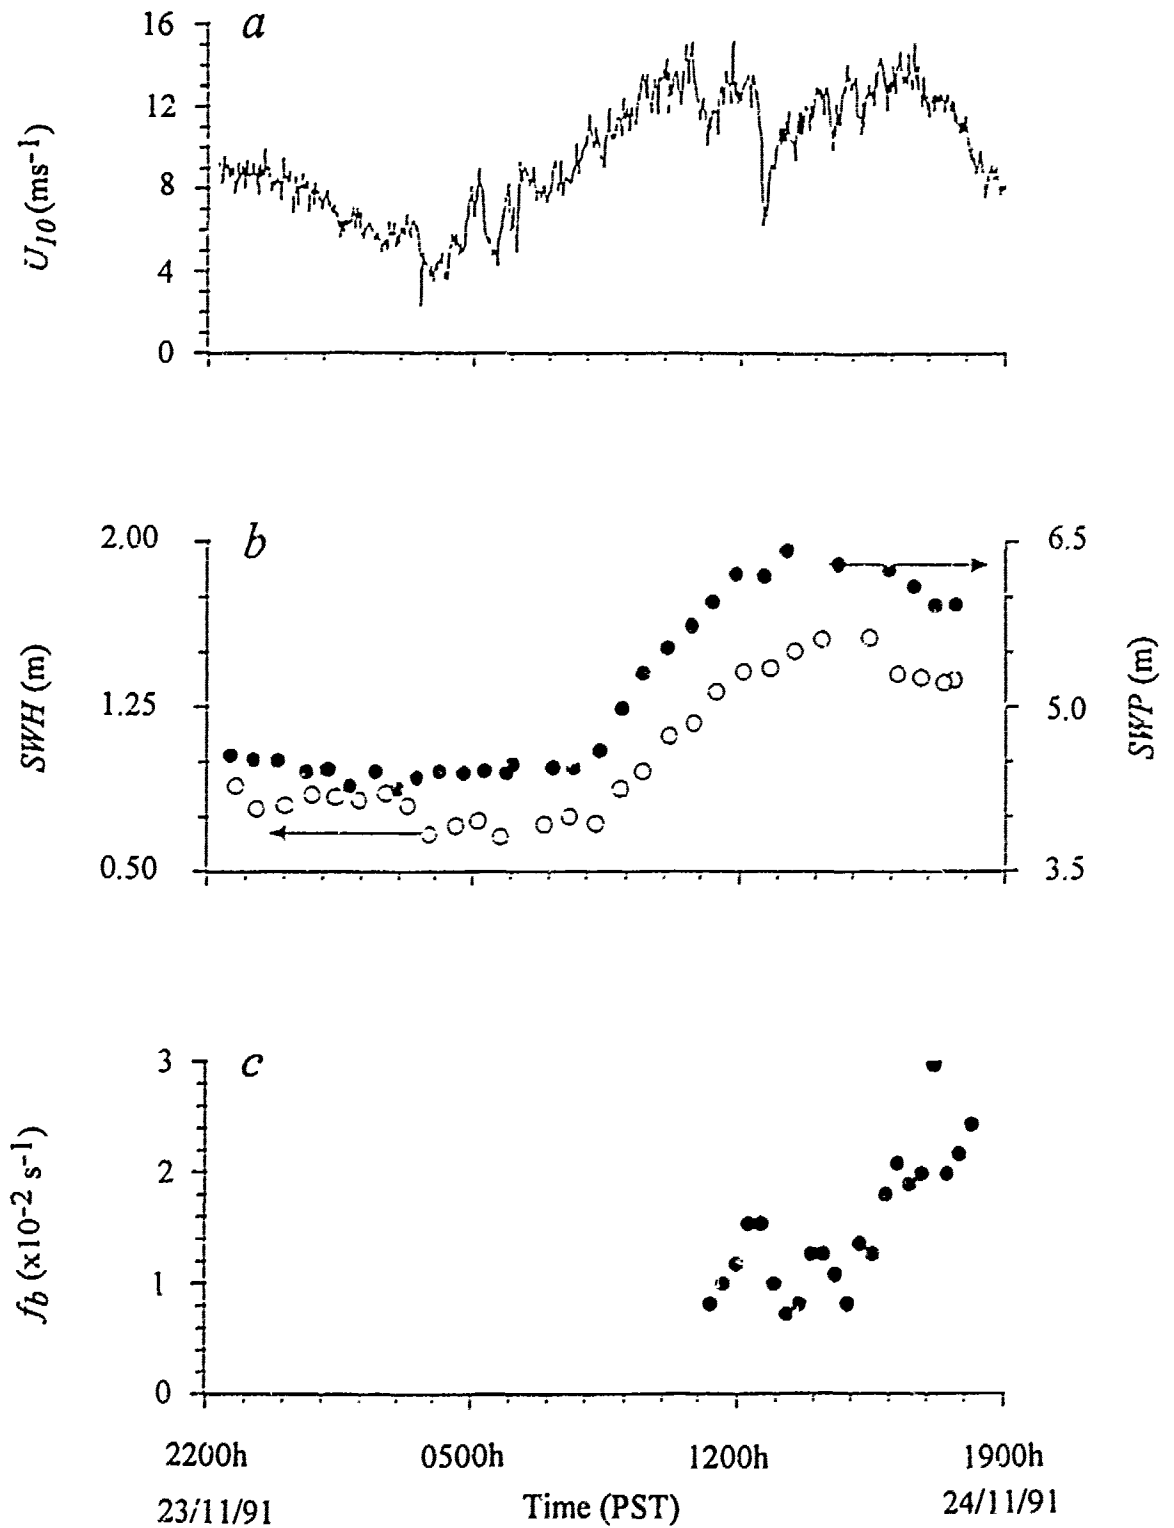 a
16
12
8
4
0
U10 (ms-1)
b
2.00
1.25
0.50
SWH (m)
6.5
5.0
3.5
SWP (m)
c
3
2
1
0
fb (x10-2 s-1)
2200h 0500h 1200h 1900h
23/11/91 Time (PST) 24/11/91